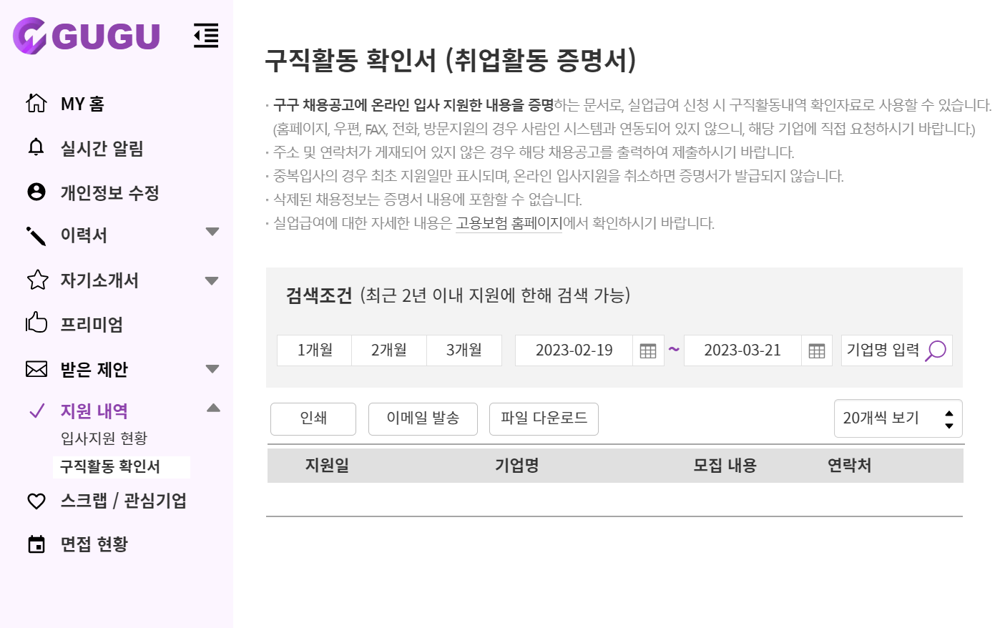 GUGU
MY 홈
실시간 알림
개인정보 수정
이력서
자기소개서
프리미엄
받은 제안
지원 내역
입사지원 현황
구직활동 확인서
스크랩 / 관심기업
면접 현황
구직활동 확인서 (취업활동 증명서)
· 구구 채용공고에 온라인 입사 지원한 내용을 증명하는 문서로, 실업급여 신청 시 구직활동내역 확인자료로 사용할 수 있습니다.
(홈페이지, 우편, FAX, 전화, 방문지원의 경우 사람인 시스템과 연동되어 있지 않으니, 해당 기업에 직접 요청하시기 바랍니다.)
· 주소 및 연락처가 게재되어 있지 않은 경우 해당 채용공고를 출력하여 제출하시기 바랍니다.
· 중복입사의 경우 최초 지원일만 표시되며, 온라인 입사지원을 취소하면 증명서가 발급되지 않습니다.
· 삭제된 채용정보는 증명서 내용에 포함할 수 없습니다.
· 실업급여에 대한 자세한 내용은 고용보험 홈페이지에서 확인하시기 바랍니다.
검색조건 (최근 2년 이내 지원에 한해 검색 가능)
1개월 2개월 3개월 2023-02-19 ~ 2023-03-21 기업명 입력
인쇄 이메일 발송 파일 다운로드 20개씩 보기
지원일 기업명 모집 내용 연락처